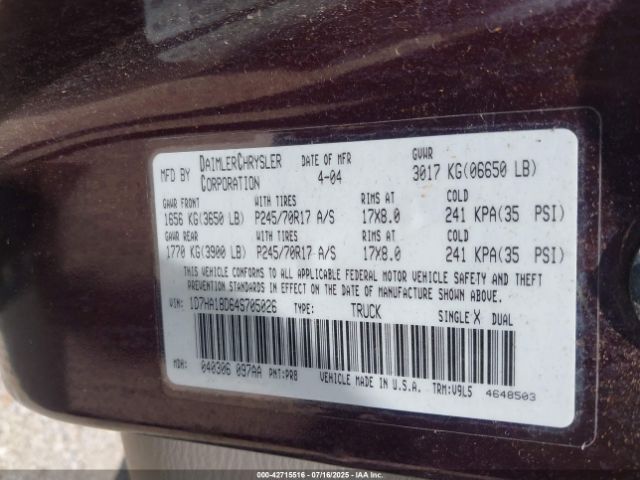 MFD BY DAIMLERCHRYSLER CORPORATION DATE OF MFR 4-04 GVWR 3017 KG(06650 LB)
GAWR FRONT WITH TIRES RIMS AT COLD
1656 KG(3650 LB) P245/70R17 A/S 17X8.0 241 KPA(35 PSI)
GAWR REAR WITH TIRES RIMS AT COLD
1770 KG(3900 LB) P245/70R17 A/S 17X8.0 241 KPA(35 PSI)
THIS VEHICLE CONFORMS TO ALL APPLICABLE FEDERAL MOTOR VEHICLE SAFETY AND THEFT
PREVENTION STANDARDS IN EFFECT ON THE DATE OF MANUFACTURE SHOWN ABOVE.
VIN: 1D7HA18D64S705026 TYPE: TRUCK SINGLE X DUAL
MDH: 040306 097AA PNT:PR8 VEHICLE MADE IN U.S.A. TRM:V9L5 4648503
000-42715516 - 07/16/2025 - IAAI.COM